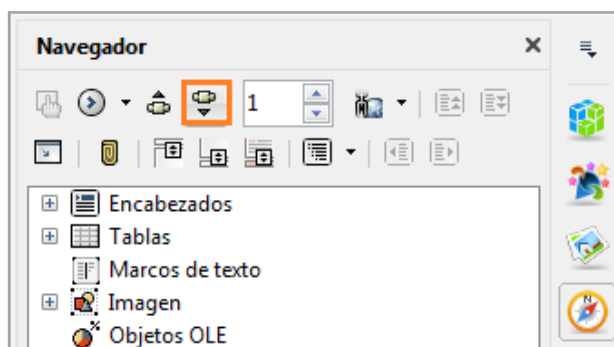 Navegador
1
Encabezados
Tablas
Marcos de texto
Imagen
Objetos OLE